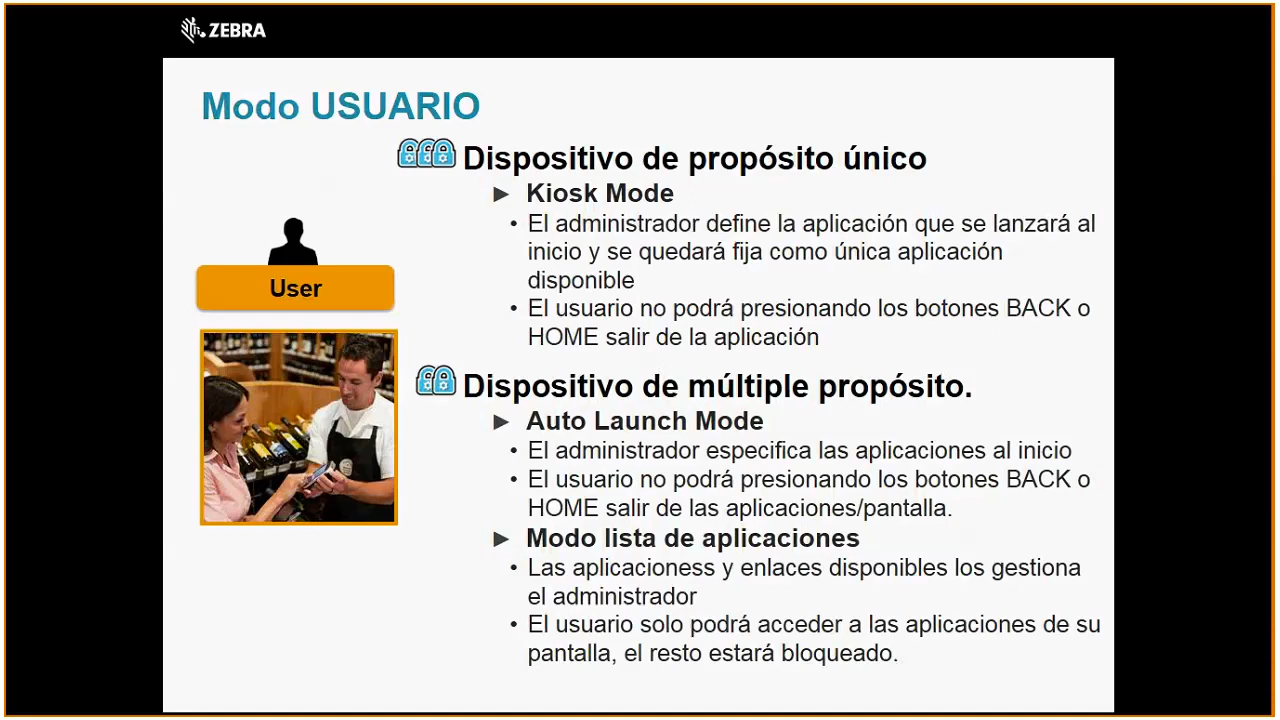 ZEBRA
Modo USUARIO
Dispositivo de propósito único
► Kiosk Mode
• El administrador define la aplicación que se lanzará al
inicio y se quedará fija como única aplicación
disponible
• El usuario no podrá presionando los botones BACK o
HOME salir de la aplicación
User
Dispositivo de múltiple propósito.
► Auto Launch Mode
• El administrador especifica las aplicaciones al inicio
• El usuario no podrá presionando los botones BACK o
HOME salir de las aplicaciones/pantalla.
► Modo lista de aplicaciones
• Las aplicacioness y enlaces disponibles los gestiona
el administrador
• El usuario solo podrá acceder a las aplicaciones de su
pantalla, el resto estará bloqueado.